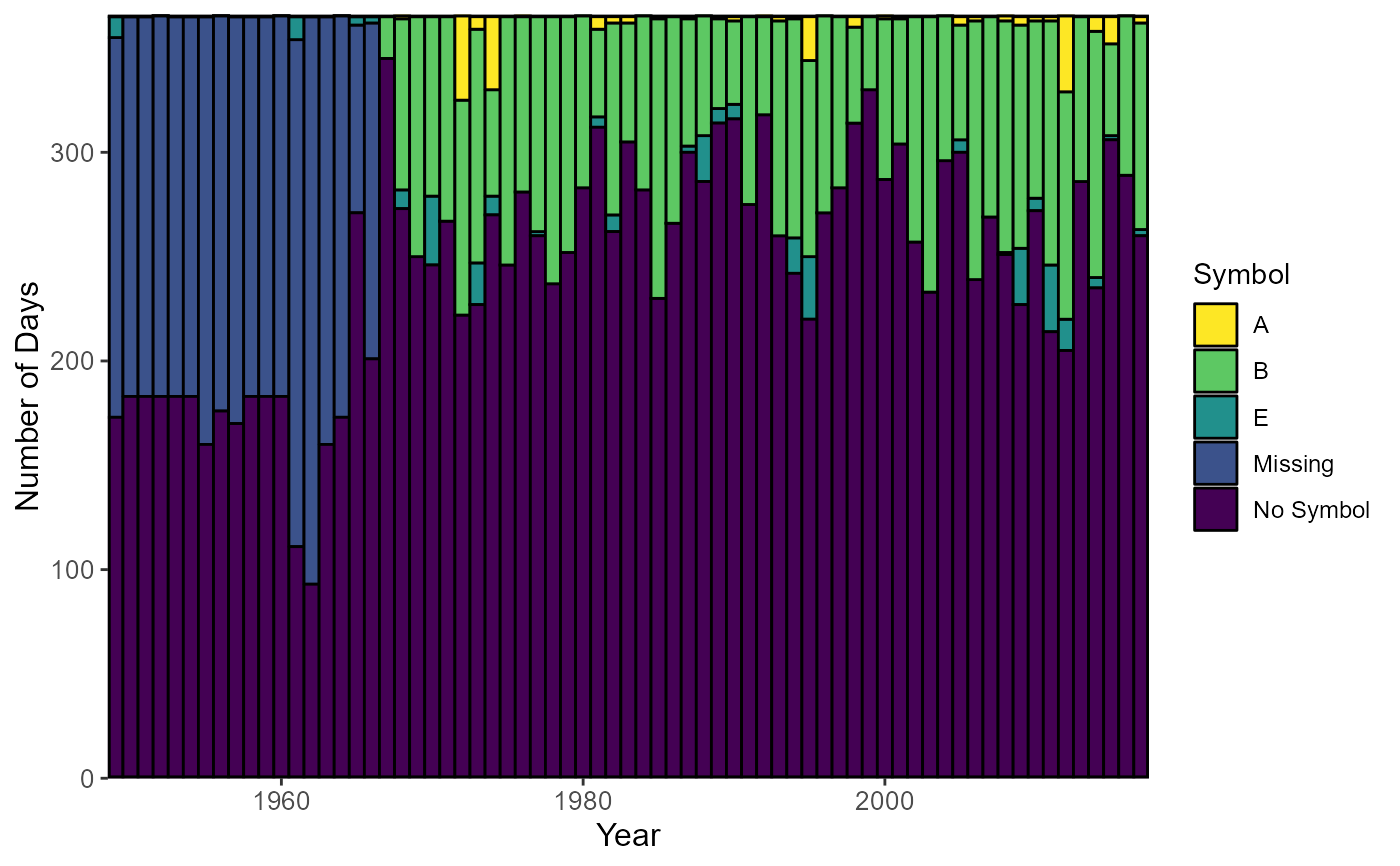 300
200
100
0
Number of Days
1960
1980
2000
Year
Symbol
A
B
E
Missing
No Symbol